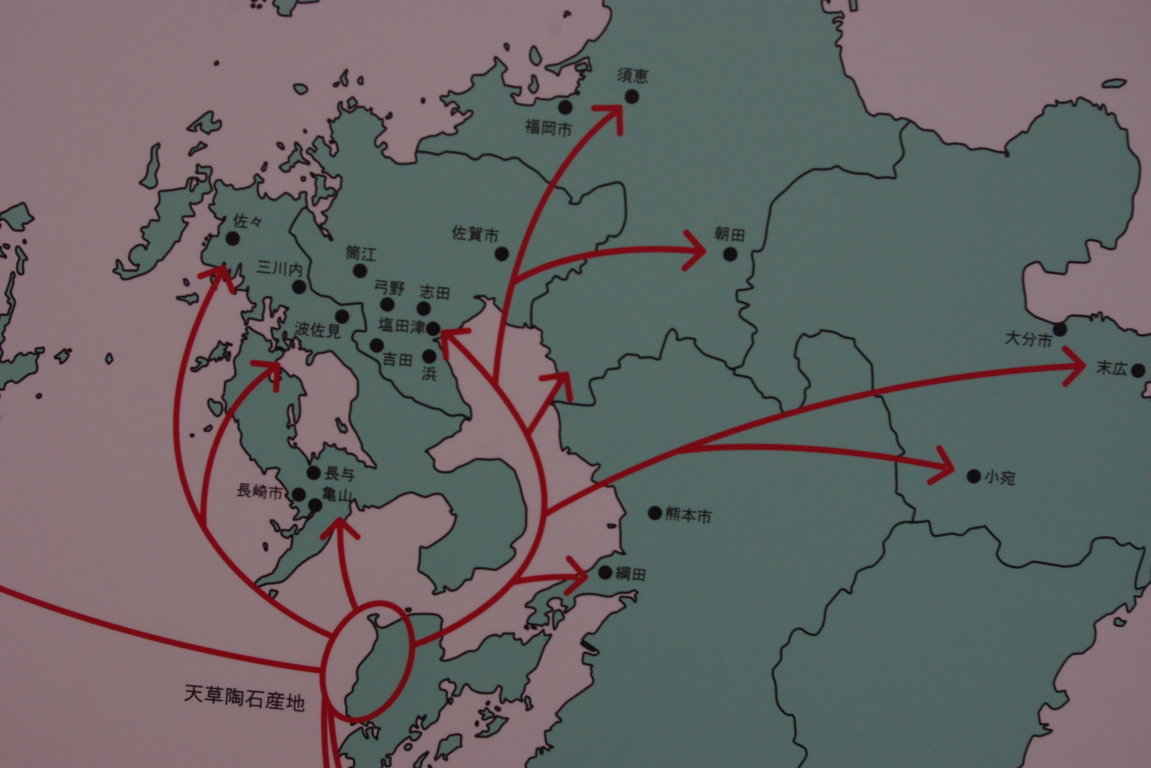 須恵
福岡市
佐々
佐賀市
朝田
筒江
三川内
弓野
志田
波佐見
塩田津
大分市
吉田
浜
末広
長与
長崎市
亀山
小宛
熊本市
網田
天草陶石産地